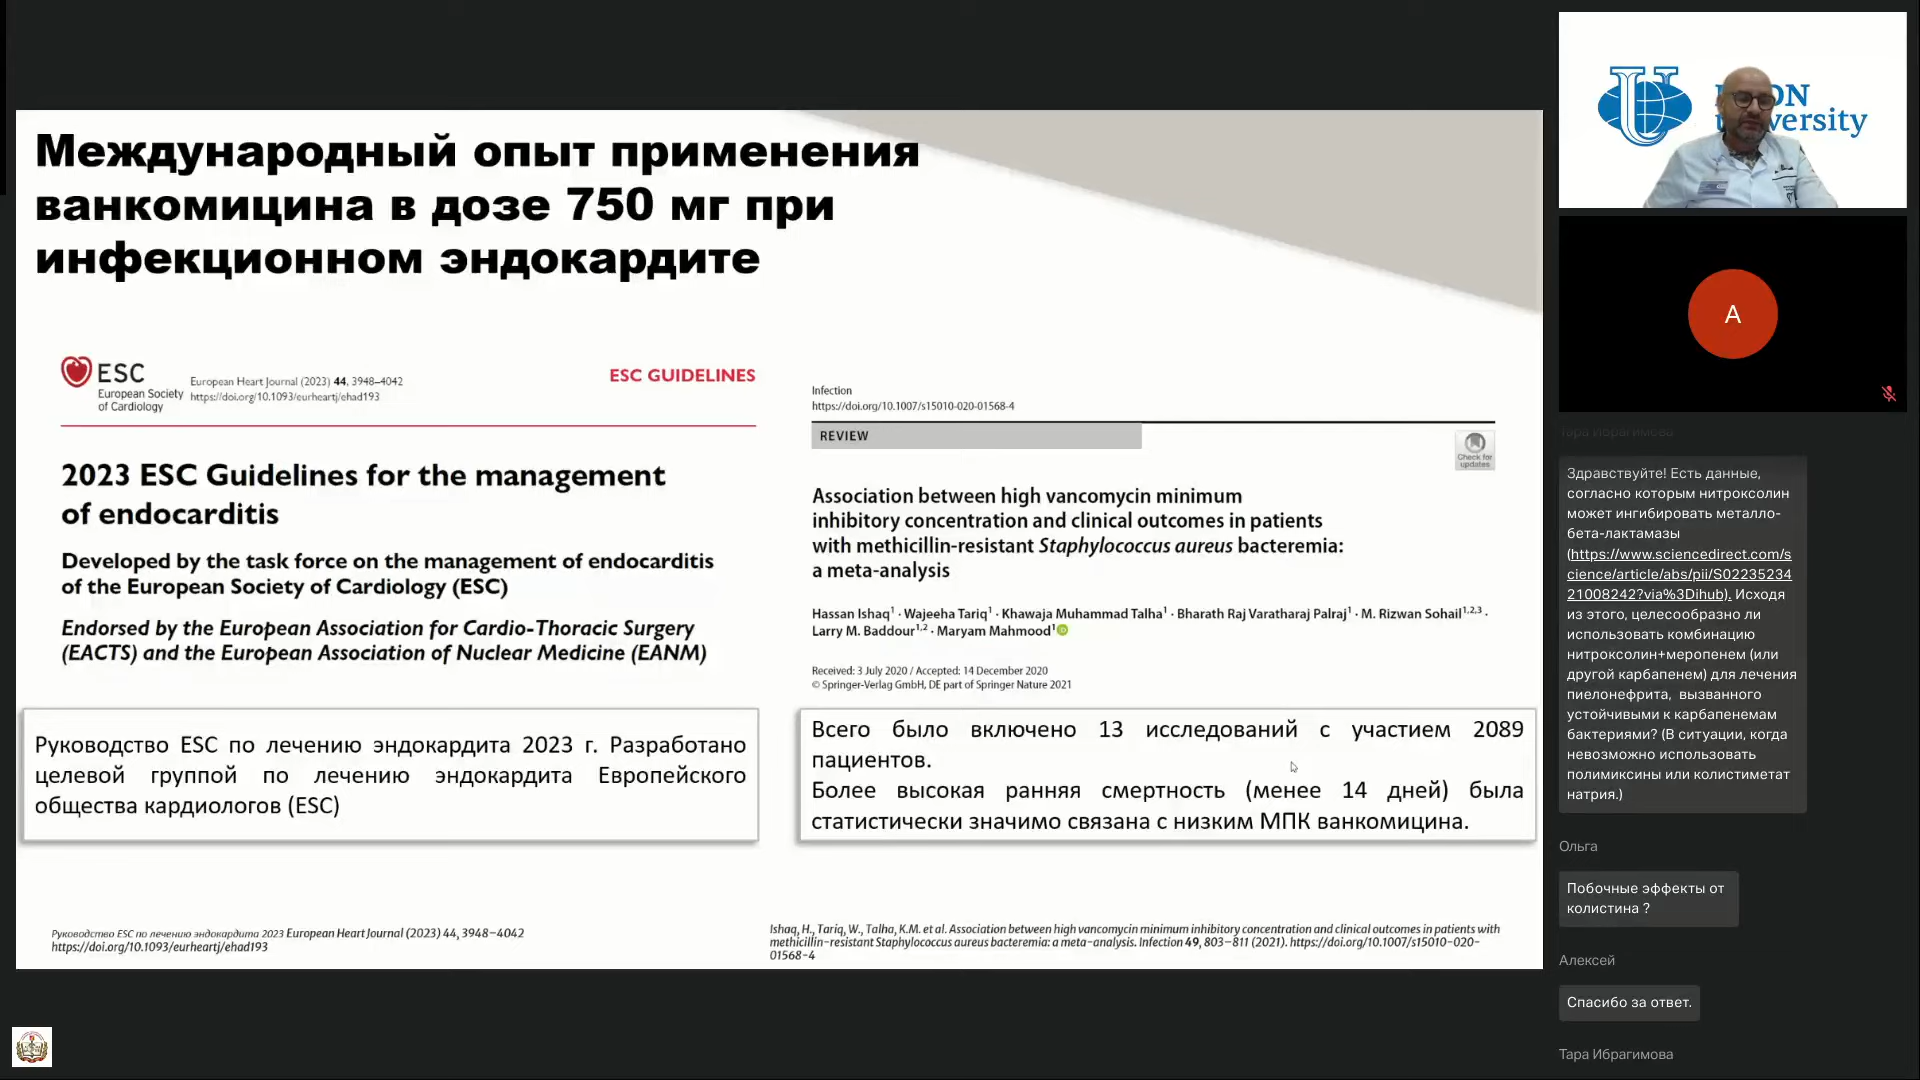 Международный опыт применения
ванкомицина в дозе 750 мг при
инфекционном эндокардите
ESC
European Society
of Cardiology
European Heart Journal (2023) 44, 3948–4042
https://doi.org/10.1093/eurheartj/ehad193
ESC GUIDELINES
2023 ESC Guidelines for the management
of endocarditis
Developed by the task force on the management of endocarditis
of the European Society of Cardiology (ESC)
Endorsed by the European Association for Cardio-Thoracic Surgery
(EACTS) and the European Association of Nuclear Medicine (EANM)
Руководство ESC по лечению эндокардита 2023 г. Разработано
целевой группой по лечению эндокардита Европейского
общества кардиологов (ESC)
Руководство ESC по лечению эндокардита 2023 European Heart Journal (2023) 44, 3948–4042
https://doi.org/10.1093/eurheartj/ehad193
Infection
https://doi.org/10.1007/s15010-020-01568-4
REVIEW
Check for
updates
Association between high vancomycin minimum
inhibitory concentration and clinical outcomes in patients
with methicillin-resistant Staphylococcus aureus bacteremia:
a meta-analysis
Hassan Ishaq1 · Wajeeha Tariq1 · Khawaja Muhammad Talha1 · Bharath Raj Varatharaj Palraj1 · M. Rizwan Sohail1,2,3 ·
Larry M. Baddour1,2 · Maryam Mahmood1
Received: 3 July 2020 / Accepted: 14 December 2020
© Springer-Verlag GmbH, DE part of Springer Nature 2021
Всего было включено 13 исследований с участием 2089
пациентов.
Более высокая ранняя смертность (менее 14 дней) была
статистически значимо связана с низким МПК ванкомицина.
Ishaq, H., Tariq, W., Talha, K.M. et al. Association between high vancomycin minimum inhibitory concentration and clinical outcomes in patients with
methicillin-resistant Staphylococcus aureus bacteremia: a meta-analysis. Infection 49, 803–811 (2021). https://doi.org/10.1007/s15010-020-
01568-4
University
A
Тара Ибрагимова
Здравствуйте! Есть данные,
согласно которым нитроксолин
может ингибировать металло-
бета-лактамазы
(https://www.sciencedirect.com/s
cience/article/abs/pii/S02235234
21008242?via%3Dihub). Исходя
из этого, целесообразно ли
использовать комбинацию
нитроксолин+меропенем (или
другой карбапенем) для лечения
пиелонефрита, вызванного
устойчивыми к карбапенемам
бактериями? (В ситуации, когда
невозможно использовать
полимиксины или колистиметат
натрия.)
Ольга
Побочные эффекты от
колистина ?
Алексей
Спасибо за ответ.
Тара Ибрагимова